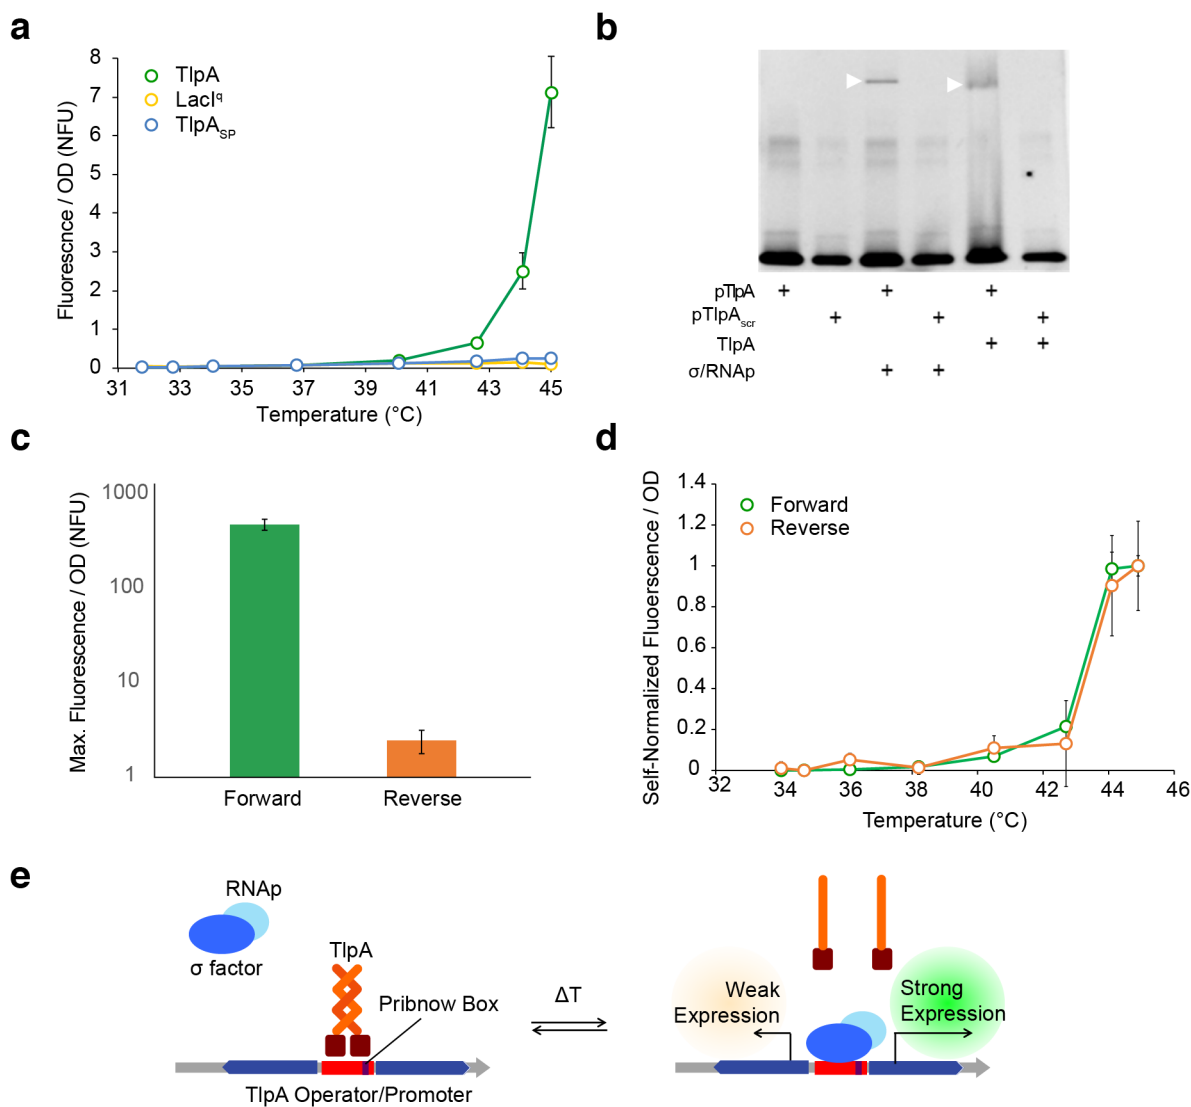 a
8
7
6
5
4
3
2
1
0
Fluorescnce / OD (NFU)
TlpA
LacI^q
TlpA_SP
31 33 35 37 39 41 43 45
Temperature (°C)
b
pTlpA + + +
pTlpA_scr + + +
TlpA + +
σ/RNAp + +
c
1000
100
10
1
Max. Fluorescence / OD (NFU)
Forward Reverse
d
1.4
1.2
1
0.8
0.6
0.4
0.2
0
Self-Normalized Fluoerscence / OD
Forward
Reverse
32 34 36 38 40 42 44 46
Temperature (°C)
e
RNAp
σ factor
TlpA
Pribnow Box
TlpA Operator/Promoter
ΔT
Weak
Expression
Strong
Expression